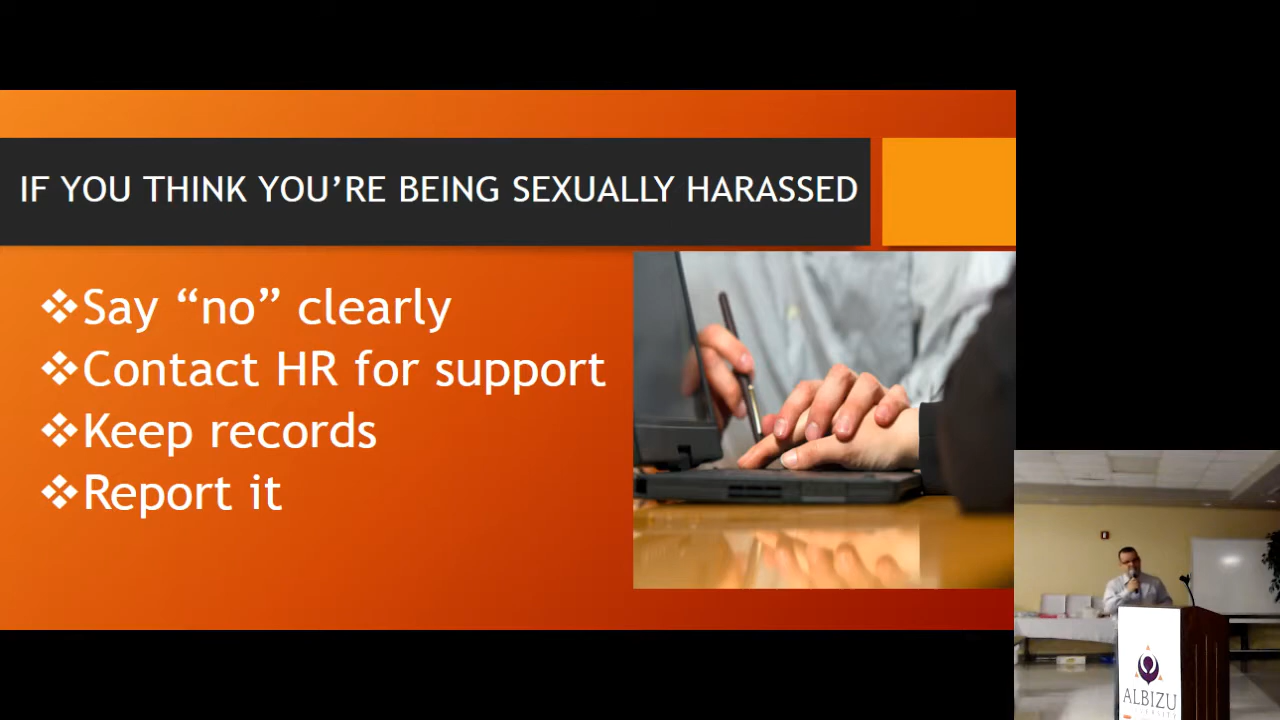 IF YOU THINK YOU’RE BEING SEXUALLY HARASSED
❖Say “no” clearly
❖Contact HR for support
❖Keep records
❖Report it
ALBIZU